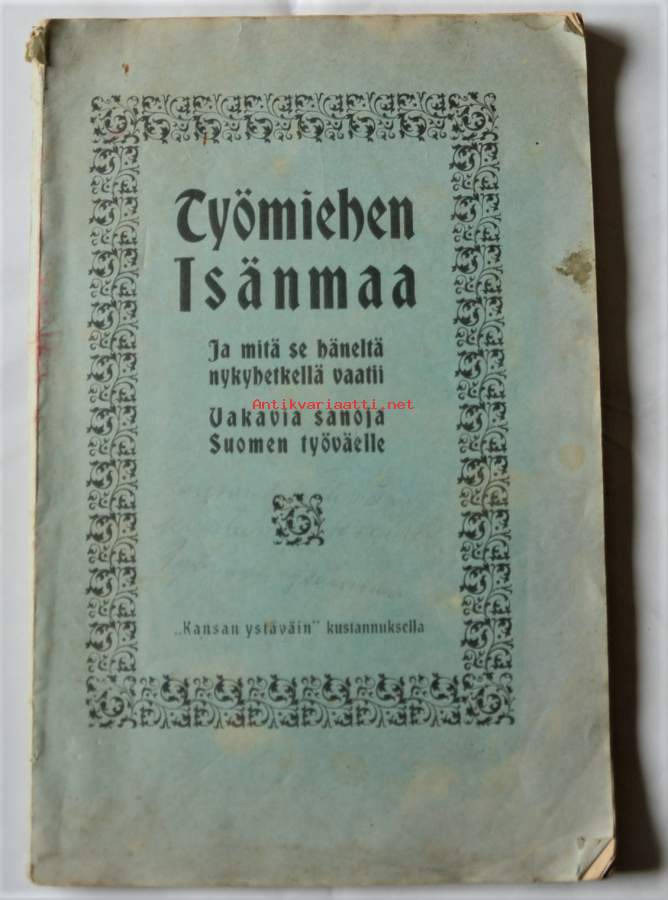 Työmiehen
Isänmaa
Ja mitä se häneltä
nykyhetkellä vaatii
Antikvariaatti.net
Vakavia sanoja
Suomen työväelle
„Kansan ystäväin" kustannuksella